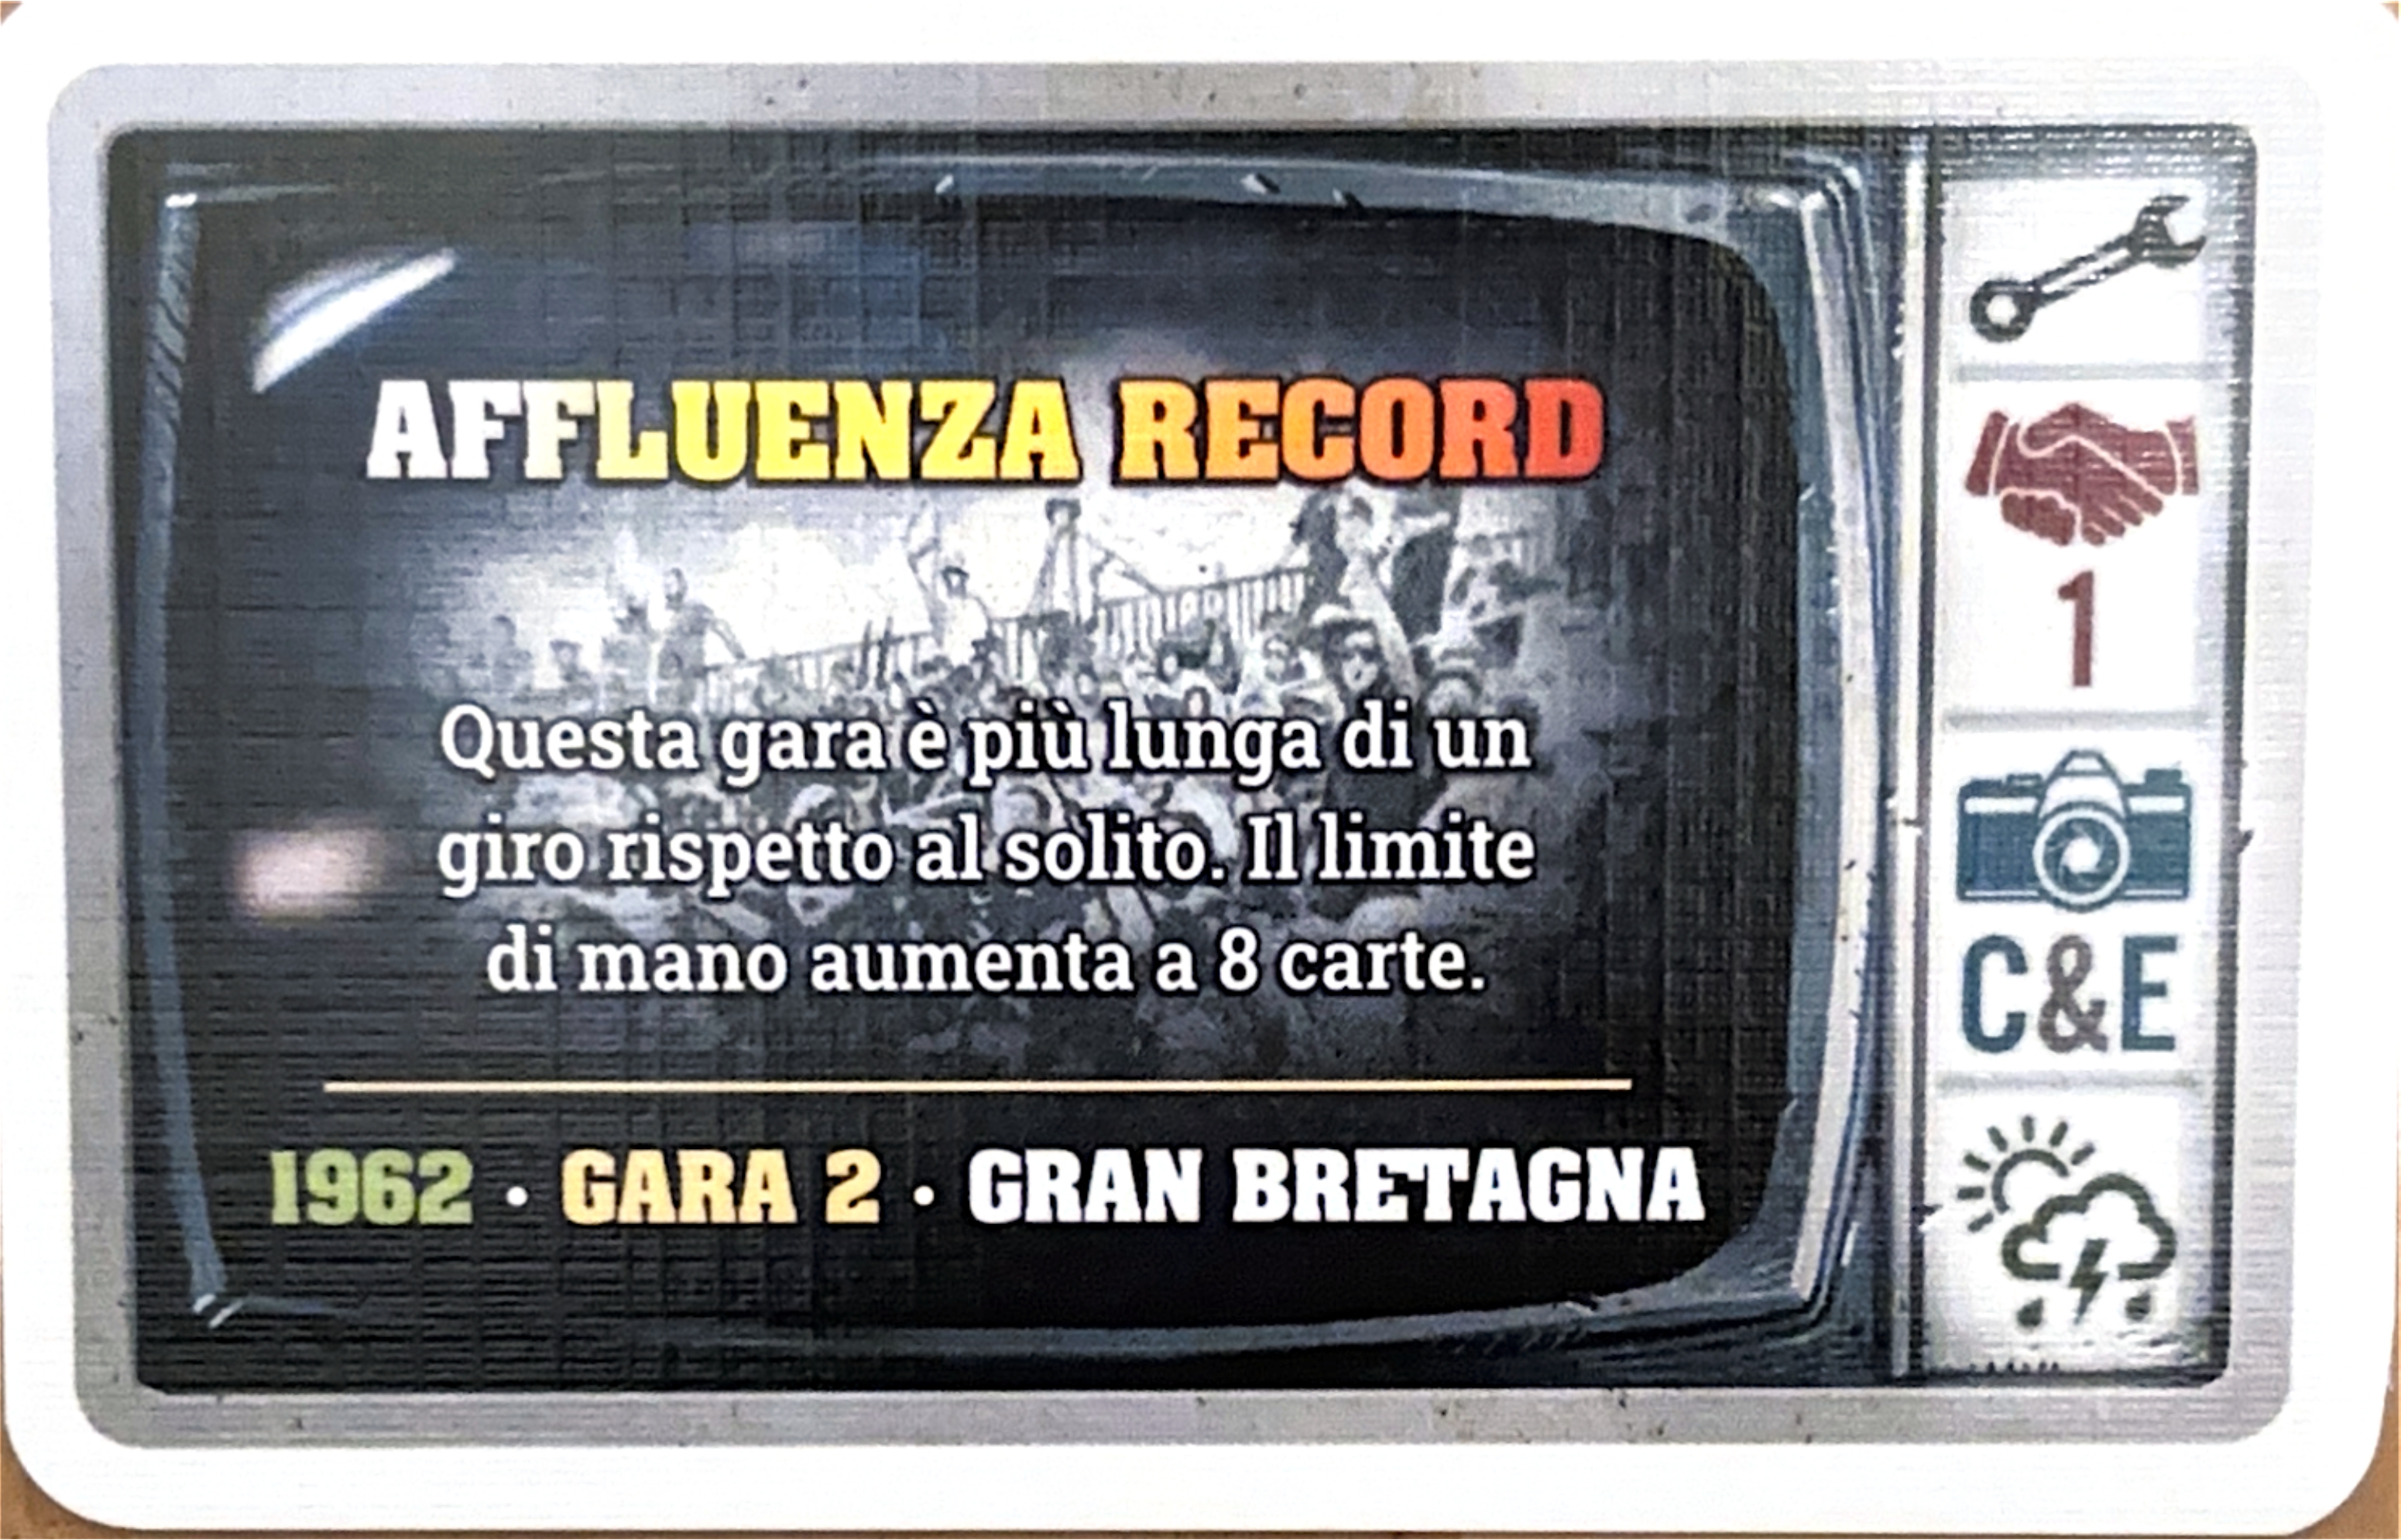 AFFLUENZA RECORD
Questa gara è più lunga di un
giro rispetto al solito. Il limite
di mano aumenta a 8 carte.
1962 • GARA 2 • GRAN BRETAGNA
1
C&E